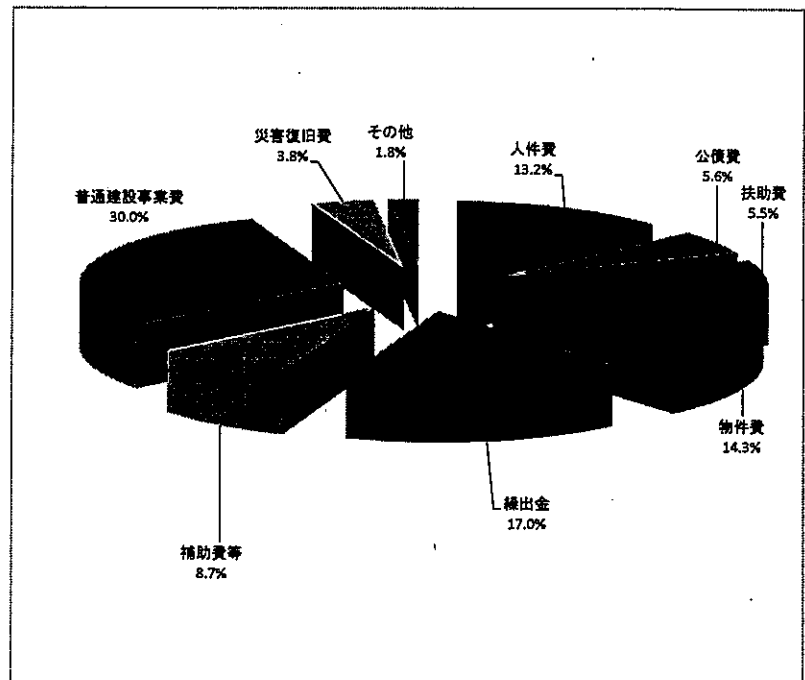 災害復旧費
3.8%
その他
1.8%
人件費
13.2%
公債費
5.6%
扶助費
5.5%
普通建設事業費
30.0%
物件費
14.3%
繰出金
17.0%
補助費等
8.7%